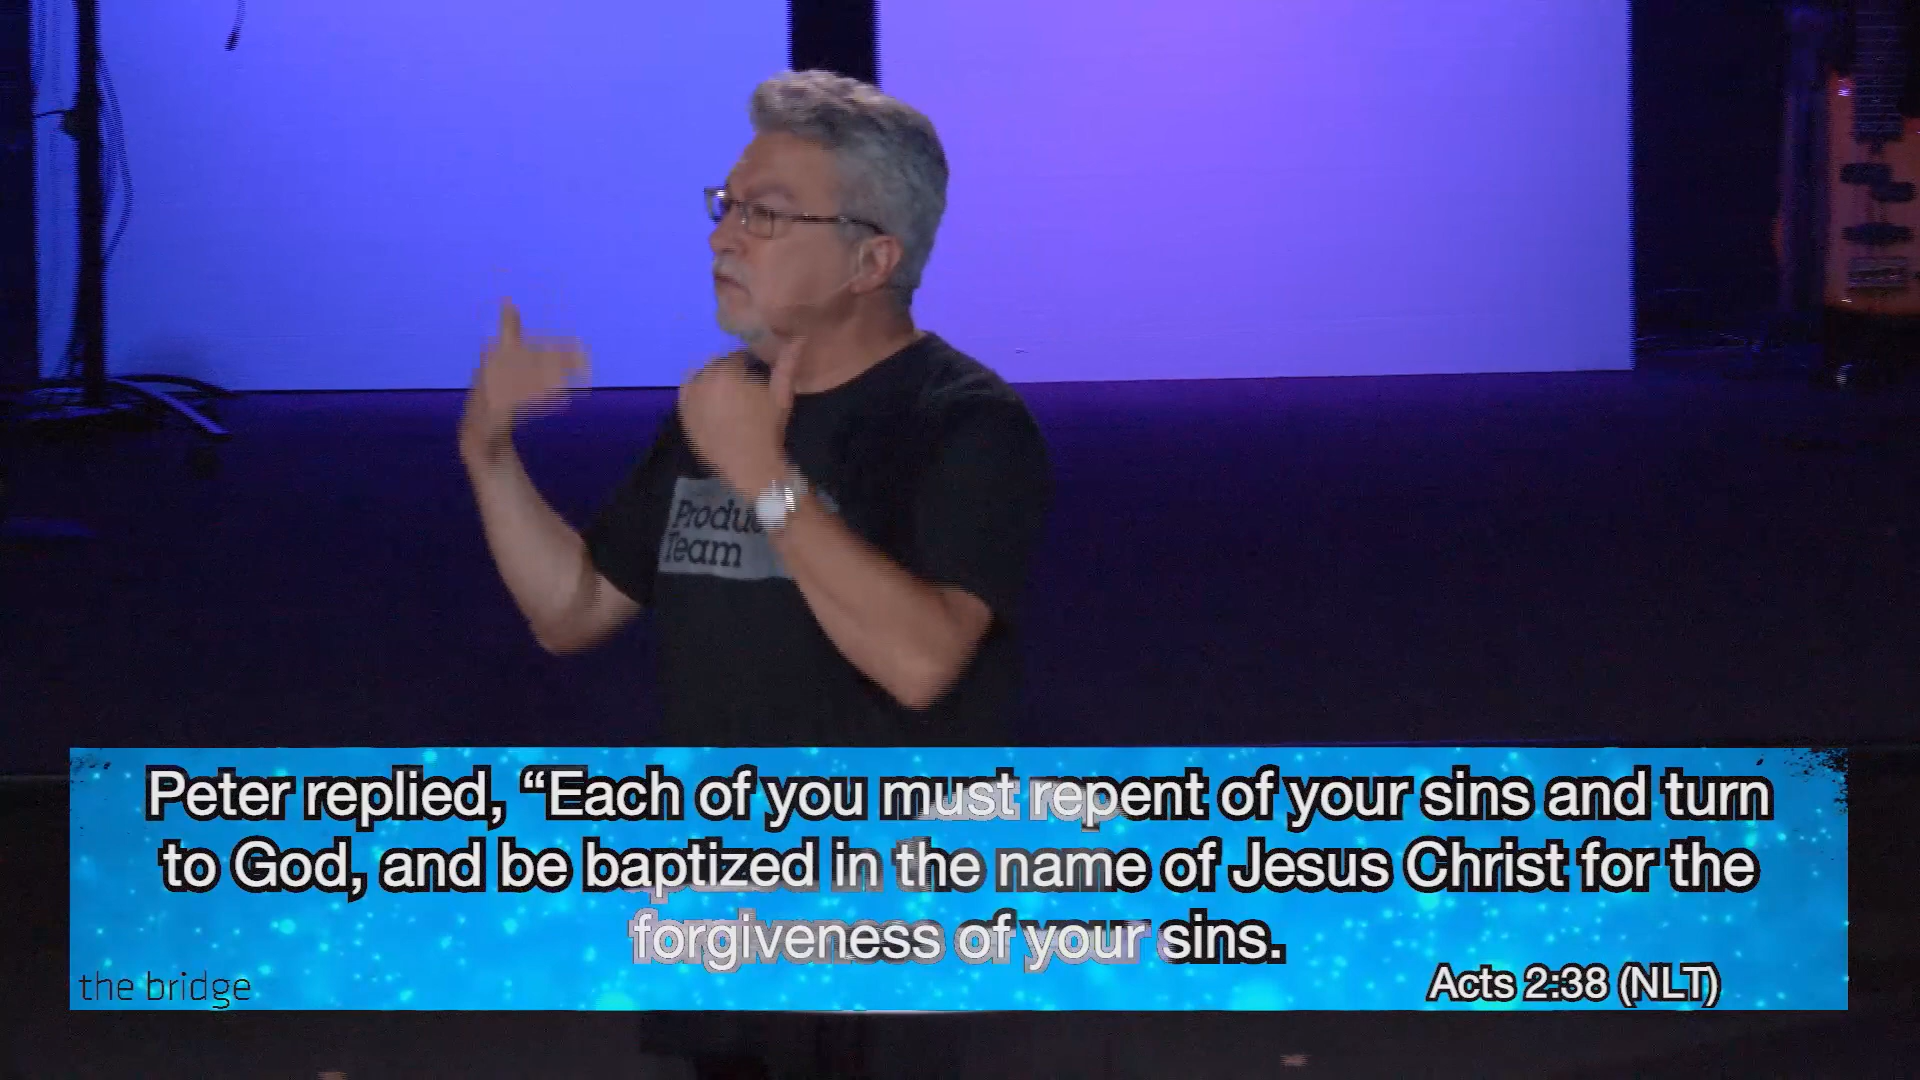 Produ
Team
Peter replied, “Each of you must repent of your sins and turn
to God, and be baptized in the name of Jesus Christ for the
forgiveness of your sins.
Acts 2:38 (NLT)
the bridge